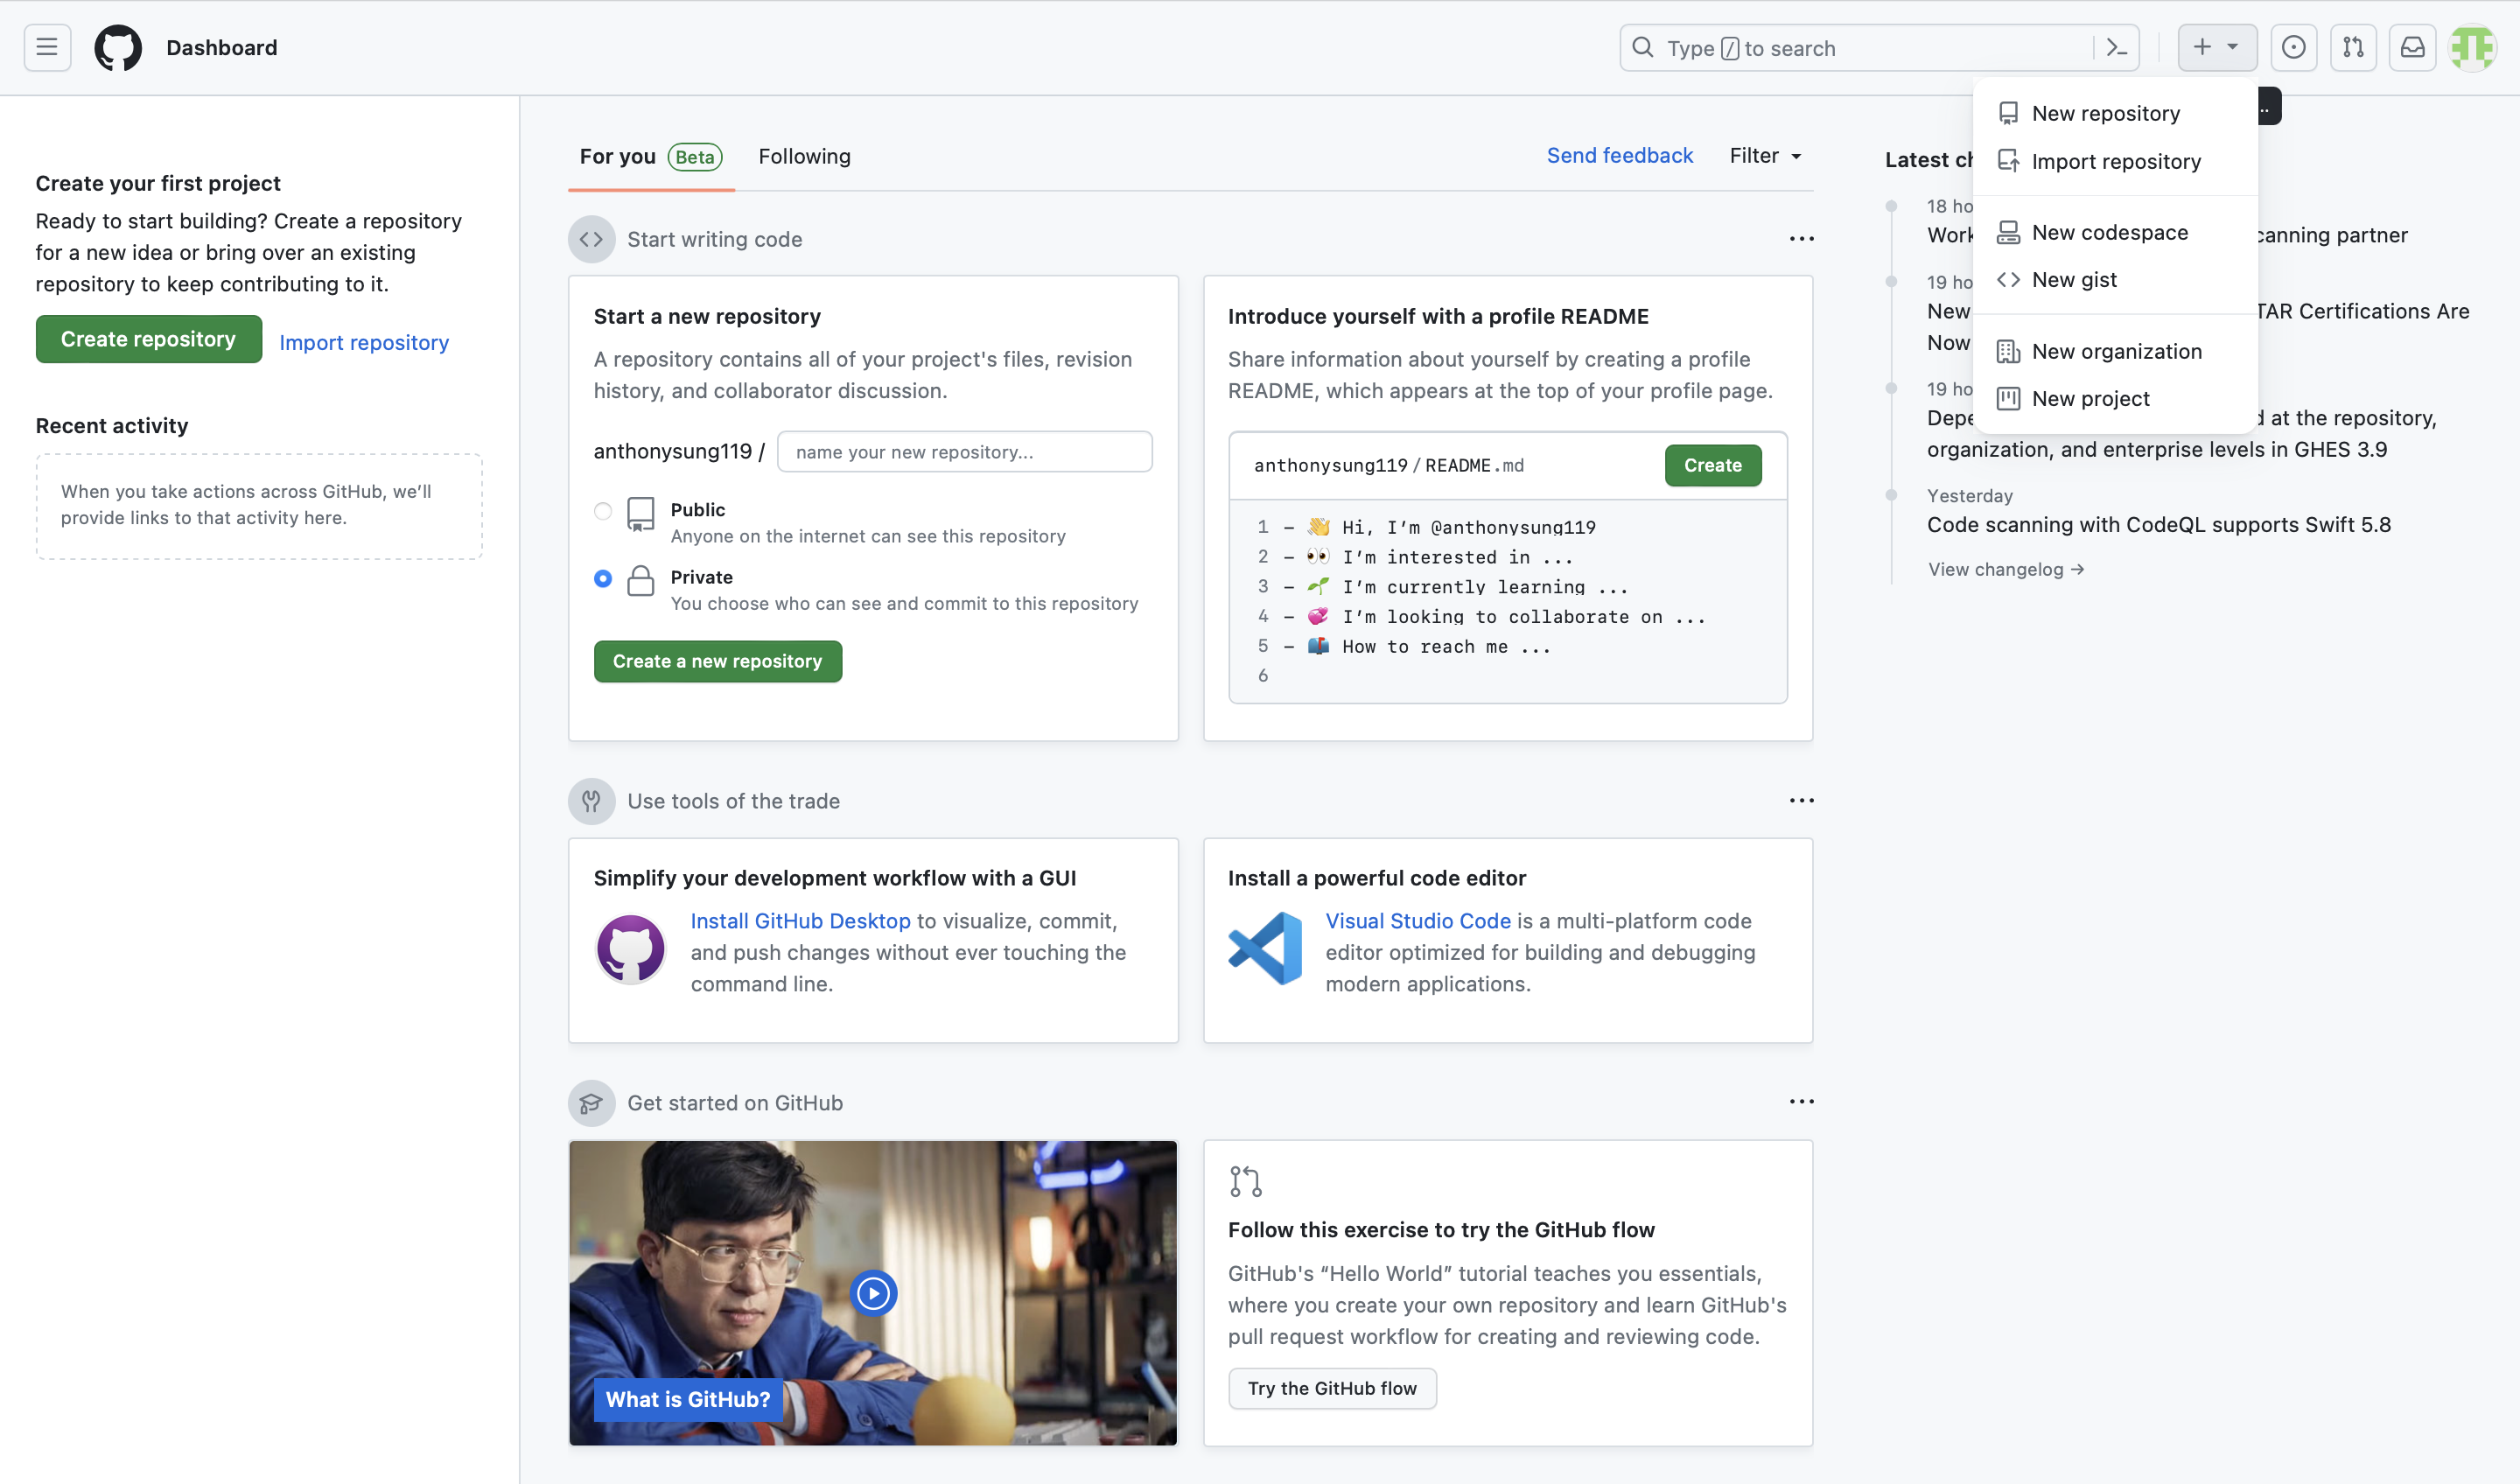 Dashboard
Type / to search
Create your first project
Ready to start building? Create a repository
for a new idea or bring over an existing
repository to keep contributing to it.
Create repository
Import repository
Recent activity
When you take actions across GitHub, we’ll
provide links to that activity here.
For you Beta
Following
Send feedback
Filter
Start writing code
Start a new repository
A repository contains all of your project's files, revision
history, and collaborator discussion.
anthonysung119 /
name your new repository...
Public
Anyone on the internet can see this repository
Private
You choose who can see and commit to this repository
Create a new repository
Introduce yourself with a profile README
Share information about yourself by creating a profile
README, which appears at the top of your profile page.
anthonysung119/README.md
Create
1 - 👋 Hi, I’m @anthonysung119
2 - 👀 I’m interested in ...
3 - 🌱 I’m currently learning ...
4 - 💞️ I’m looking to collaborate on ...
5 - 📫 How to reach me ...
6
Use tools of the trade
Simplify your development workflow with a GUI
Install GitHub Desktop to visualize, commit,
and push changes without ever touching the
command line.
Install a powerful code editor
Visual Studio Code is a multi-platform code
editor optimized for building and debugging
modern applications.
Get started on GitHub
What is GitHub?
Follow this exercise to try the GitHub flow
GitHub's “Hello World” tutorial teaches you essentials,
where you create your own repository and learn GitHub's
pull request workflow for creating and reviewing code.
Try the GitHub flow
New repository
Import repository
New codespace
New gist
New organization
New project
Latest
18
partner
19
New Certifications Are
Now
19
at the repository,
organization, and enterprise levels in GHES 3.9
Yesterday
Code scanning with CodeQL supports Swift 5.8
View changelog →